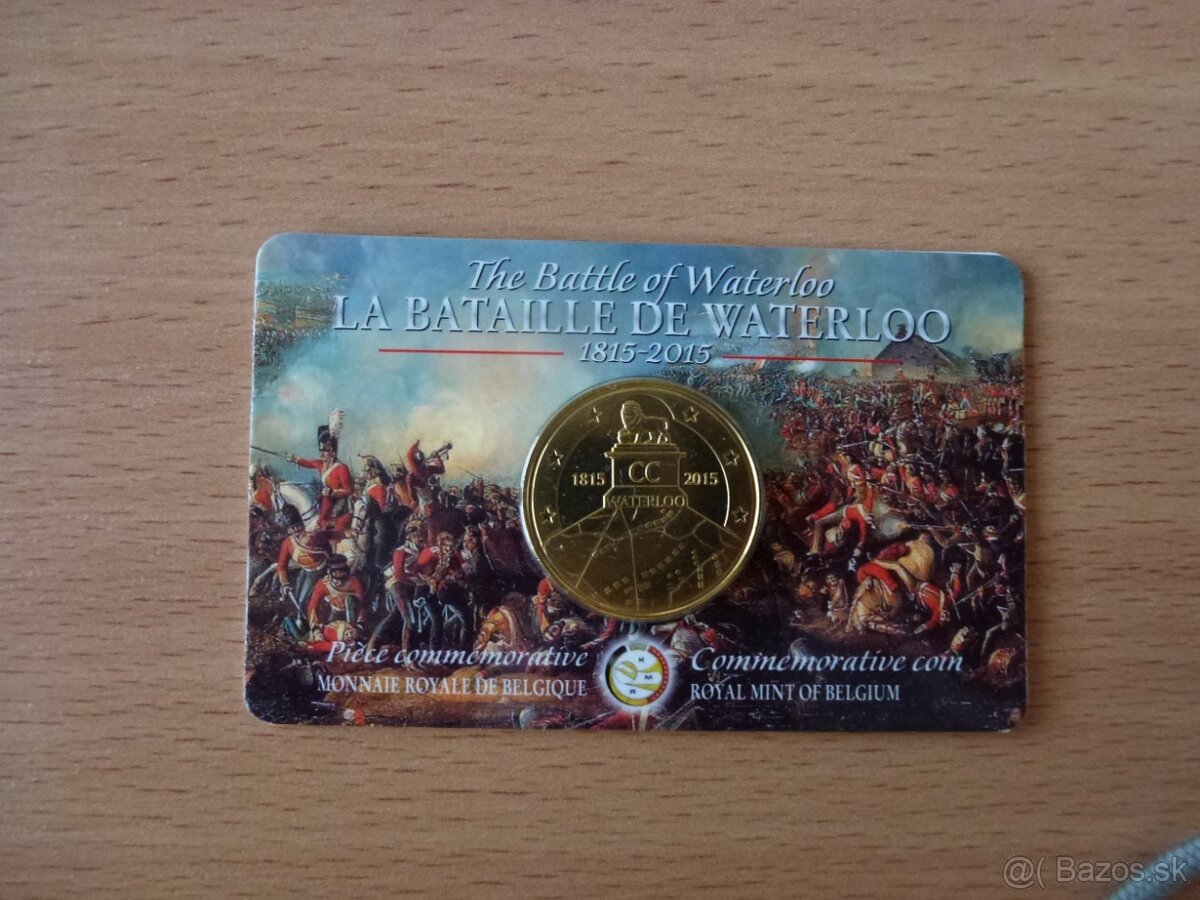 The Battle of Waterloo
LA BATAILLE DE WATERLOO
1815-2015
1815 CC 2015
WATERLOO
Pièce commemorative
MONNAIE ROYALE DE BELGIQUE
K
M
B
Commemorative coin
ROYAL MINT OF BELGIUM
@( Bazos.sk